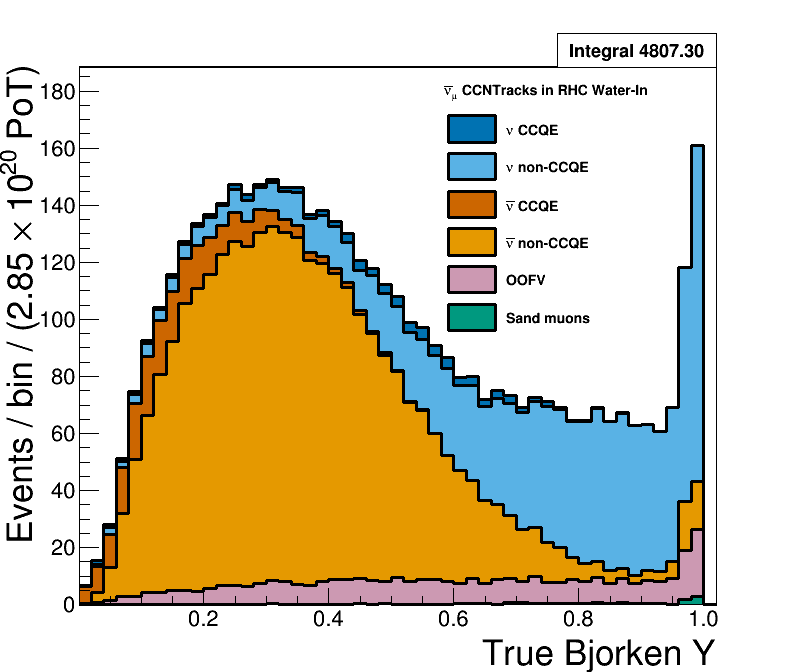 Integral 4807.30
ν̅μ CCNTracks in RHC Water-In
ν CCQE
ν non-CCQE
ν̅ CCQE
ν̅ non-CCQE
OOFV
Sand muons
Events / bin / (2.85 × 10²⁰ PoT)
180
160
140
120
100
80
60
40
20
0
0.2 0.4 0.6 0.8 1.0
True Bjorken Y